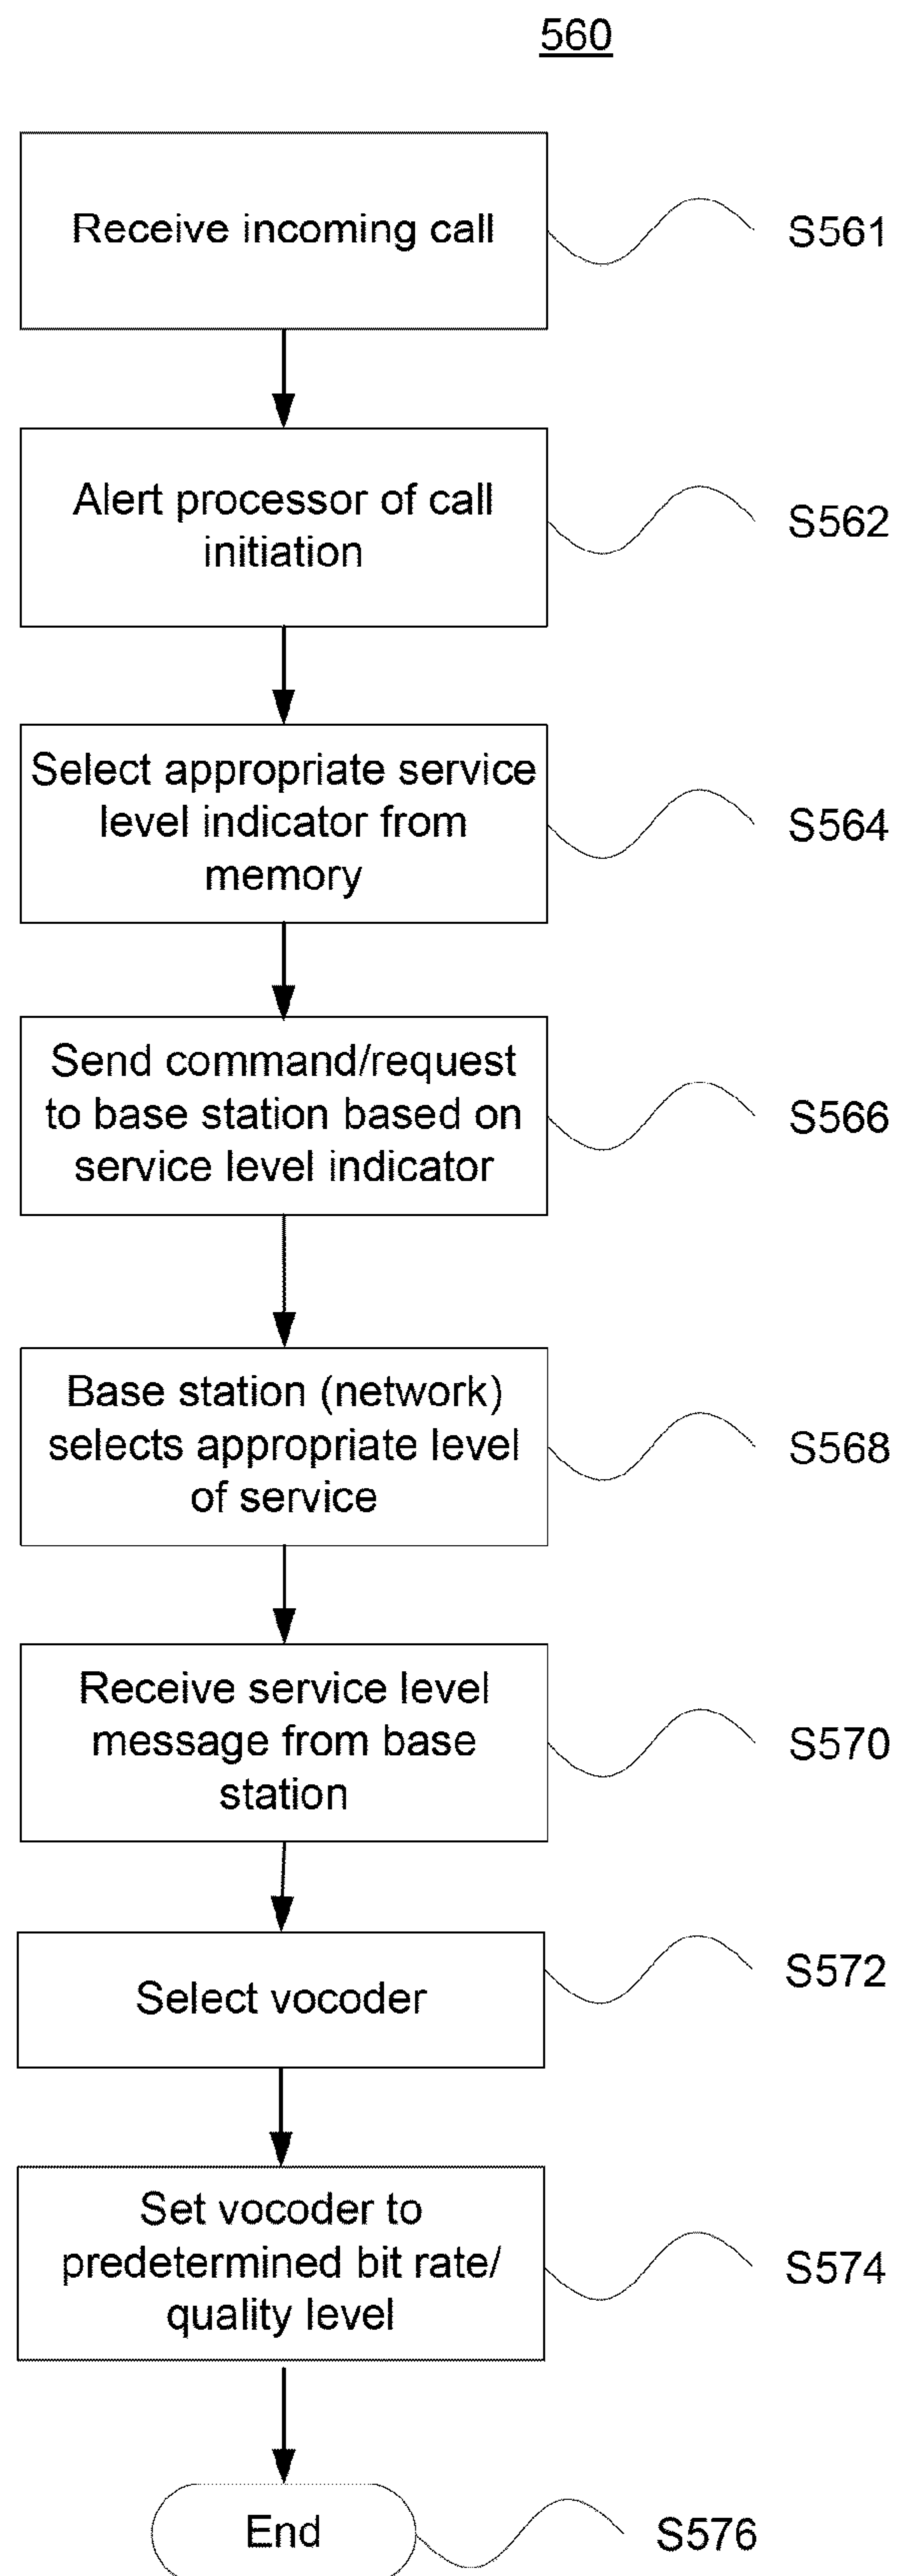 560
Receive incoming call
S561
Alert processor of call
initiation
S562
Select appropriate service
level indicator from
memory
S564
Send command/request
to base station based on
service level indicator
S566
Base station (network)
selects appropriate level
of service
S568
Receive service level
message from base
station
S570
Select vocoder
S572
Set vocoder to
predetermined bit rate/
quality level
S574
End
S576